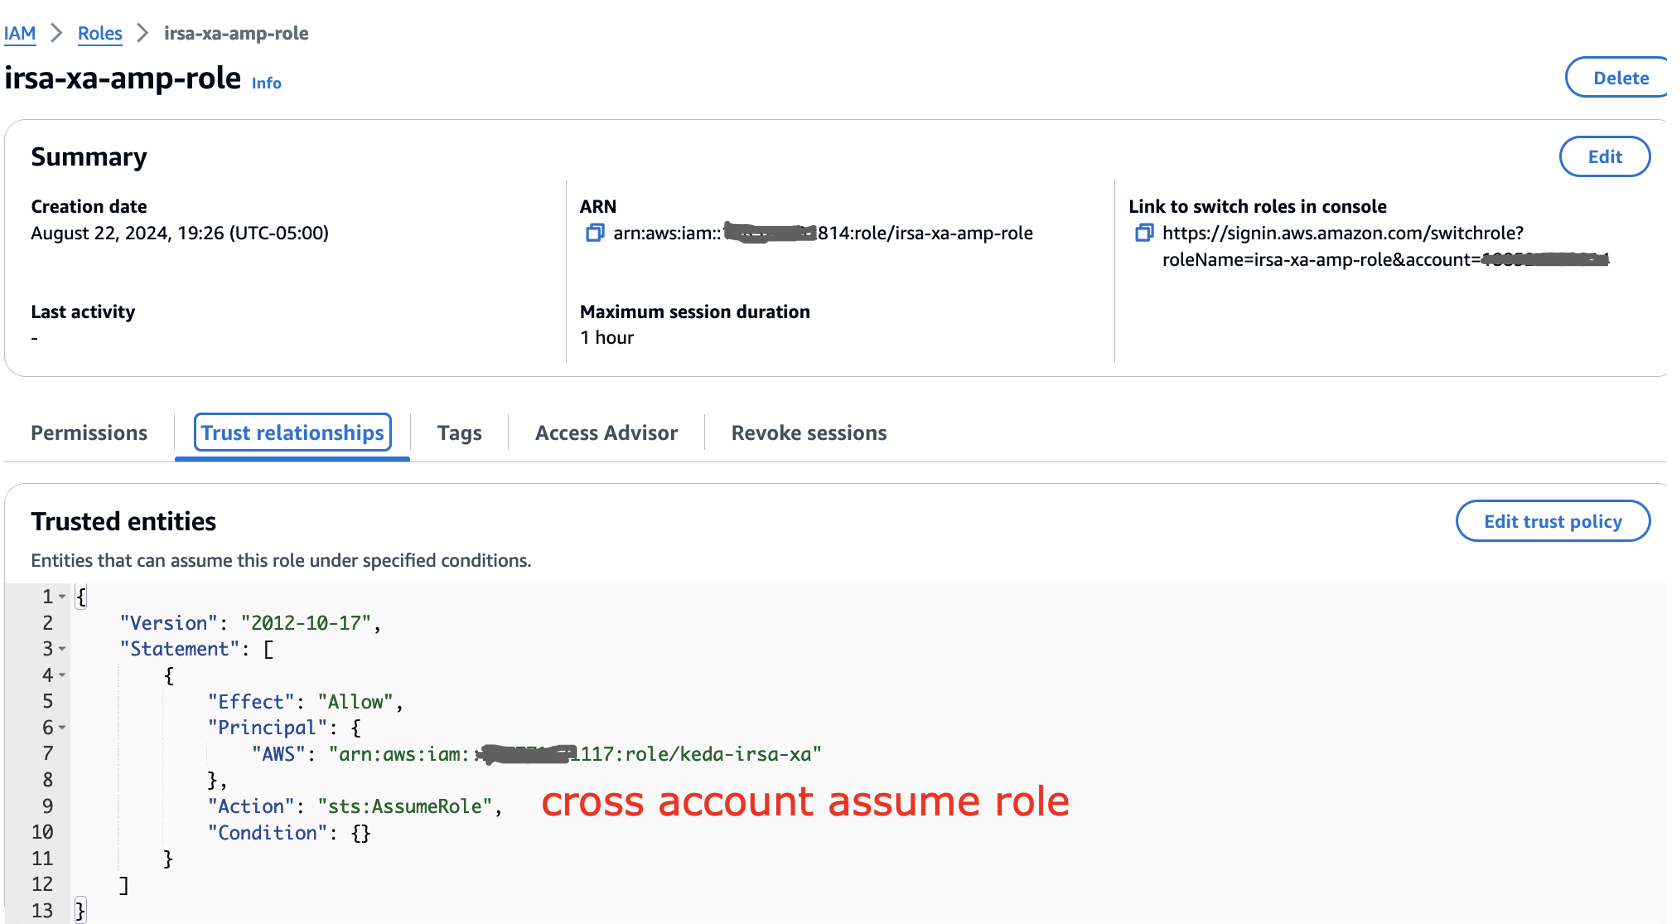 IAM > Roles > irsa-xa-amp-role
irsa-xa-amp-role Info
Delete
Summary
Edit
Creation date
August 22, 2024, 19:26 (UTC-05:00)
ARN
arn:aws:iam::814:role/irsa-xa-amp-role
Link to switch roles in console
https://signin.aws.amazon.com/switchrole?
roleName=irsa-xa-amp-role&account=
Last activity
-
Maximum session duration
1 hour
Permissions
Trust relationships
Tags
Access Advisor
Revoke sessions
Trusted entities
Edit trust policy
Entities that can assume this role under specified conditions.
1 {
2 "Version": "2012-10-17",
3 "Statement": [
4 {
5 "Effect": "Allow",
6 "Principal": {
7 "AWS": "arn:aws:iam::1117:role/keda-irsa-xa"
8 },
9 "Action": "sts:AssumeRole",
cross account assume role
10 "Condition": {}
11 }
12 ]
13 }